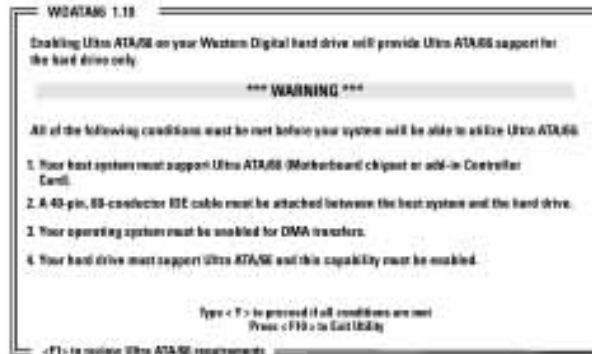 WDATA66 1.10
Enabling Ultra ATA/66 on your Western Digital hard drive will provide Ultra ATA/66 support for
the hard drive only.
*** WARNING ***
All of the following conditions must be met before your system will be able to utilize Ultra ATA/66
1. Your host system must support Ultra ATA/66 (Motherboard chipset or add-in Controller
Card).
2. A 40-pin, 80-conductor IDE cable must be attached between the host system and the hard drive.
3. Your operating system must be enabled for DMA transfers.
4. Your hard drive must support Ultra ATA/66 and this capability must be enabled.
Type < Y > to proceed if all conditions are met
Press < F10 > to Exit Utility
<F1> to review Ultra ATA/66 requirements